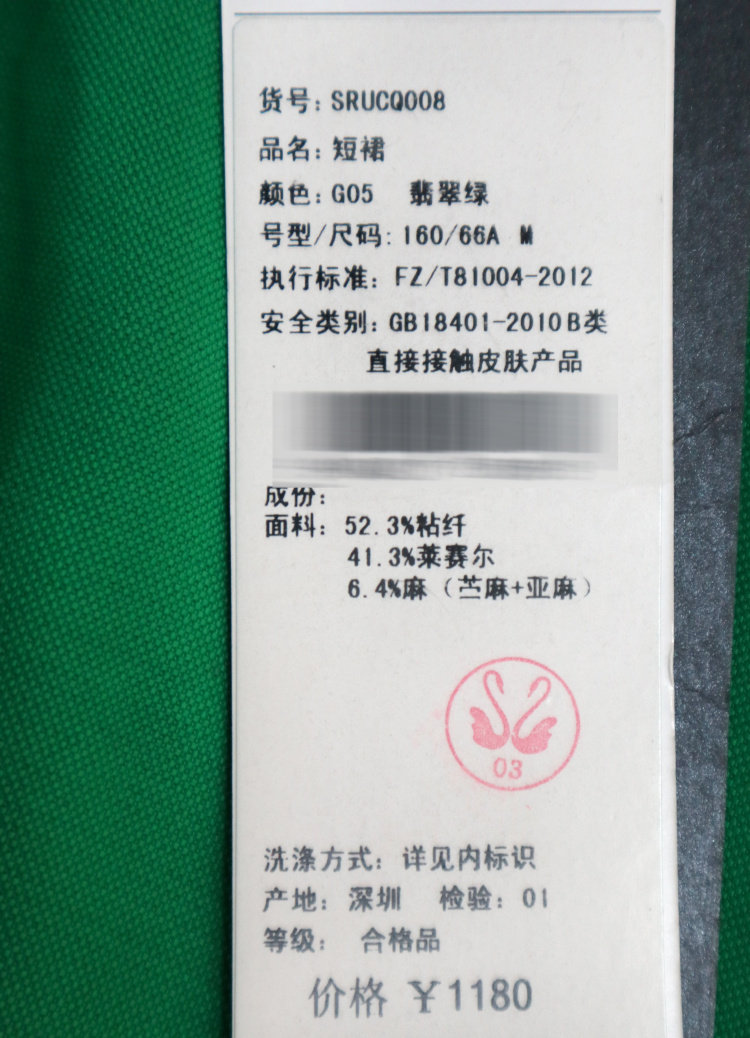 货号：SRUCQ008
品名：短裙
颜色：G05 翡翠绿
号型/尺码：160/66A M
执行标准：FZ/T81004-2012
安全类别：GB18401-2010B类
直接接触皮肤产品
成份：
面料：52.3%粘纤
41.3%莱赛尔
6.4%麻（苎麻+亚麻）
03
洗涤方式：详见内标识
产地：深圳 检验：01
等级：合格品
价格 ￥1180